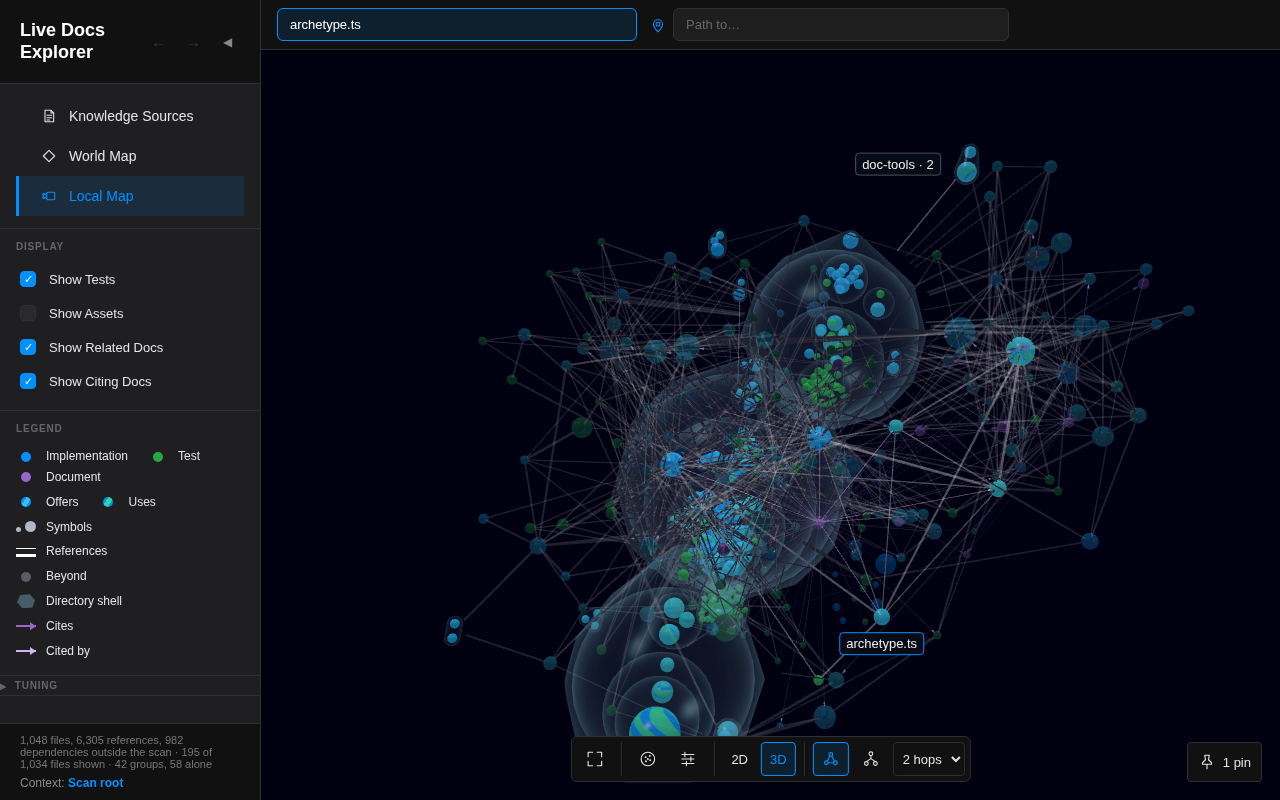 Live Docs
Explorer
archetype.ts
Path to…
Knowledge Sources
World Map
Local Map
DISPLAY
Show Tests
Show Assets
Show Related Docs
Show Citing Docs
LEGEND
Implementation
Test
Document
Offers
Uses
Symbols
References
Beyond
Directory shell
Cites
Cited by
TUNING
1,048 files, 6,305 references, 982
dependencies outside the scan · 195 of
1,034 files shown · 42 groups, 58 alone
Context: Scan root
doc-tools · 2
archetype.ts
2D
3D
2 hops
1 pin